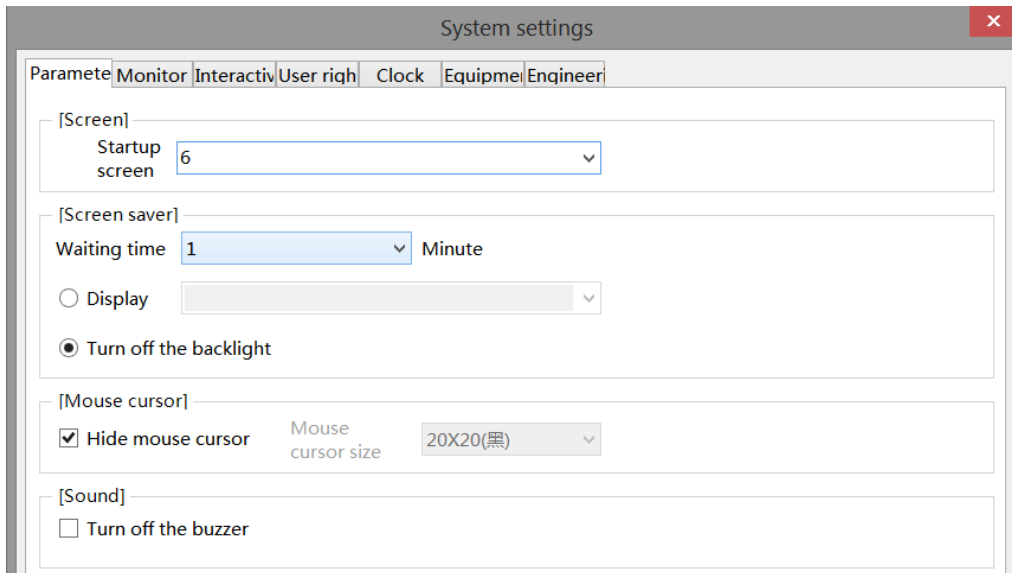 System settings
Paramete Monitor Interactiv User righ Clock Equipmer Engineeri
[Screen]
Startup
screen
6
[Screen saver]
Waiting time 1 Minute
Display
Turn off the backlight
[Mouse cursor]
Hide mouse cursor
Mouse
cursor size
20X20(黑)
[Sound]
Turn off the buzzer